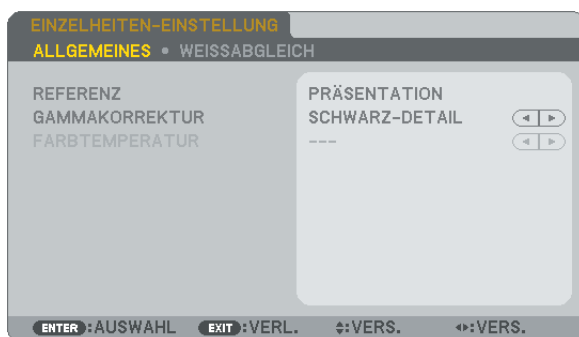 EINZELHEITEN-EINSTELLUNG
ALLGEMEINES • WEISSABGLEICH
REFERENZ PRÄSENTATION
GAMMAKORREKTUR SCHWARZ-DETAIL
FARBTEMPERATUR ---
ENTER:AUSWAHL EXIT:VERL. :VERS. :VERS.